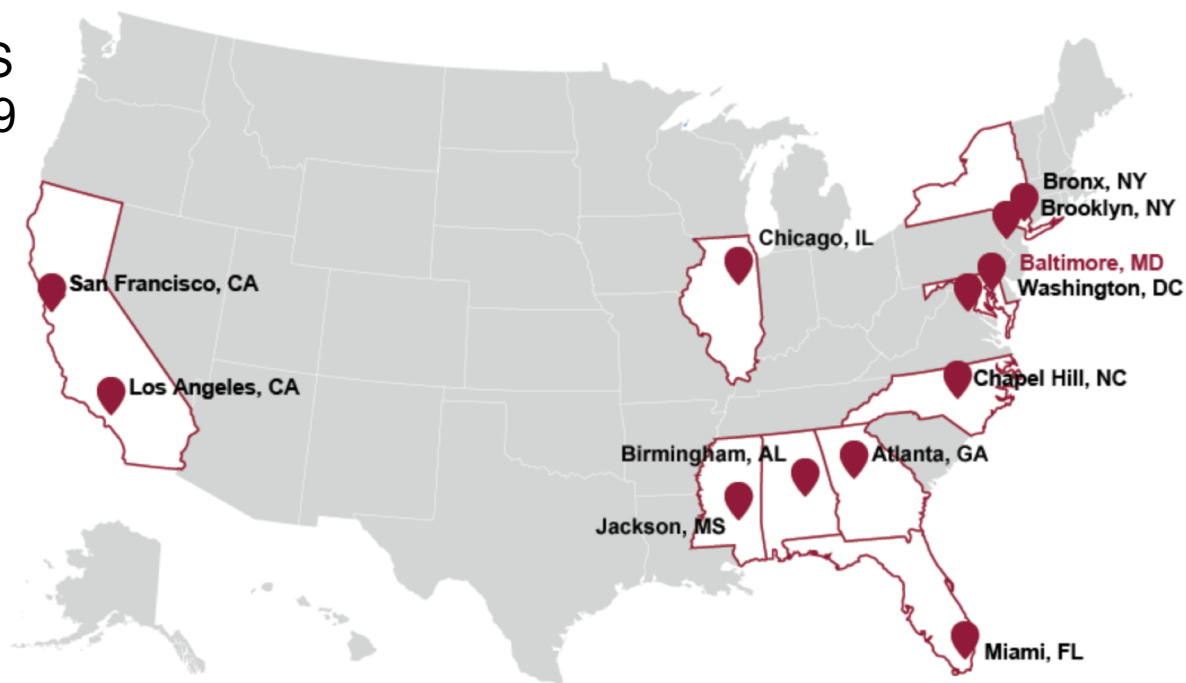 S
9
Bronx, NY
Brooklyn, NY
Chicago, IL
Baltimore, MD
Washington, DC
San Francisco, CA
Los Angeles, CA
Chapel Hill, NC
Birmingham, AL
Atlanta, GA
Jackson, MS
Miami, FL